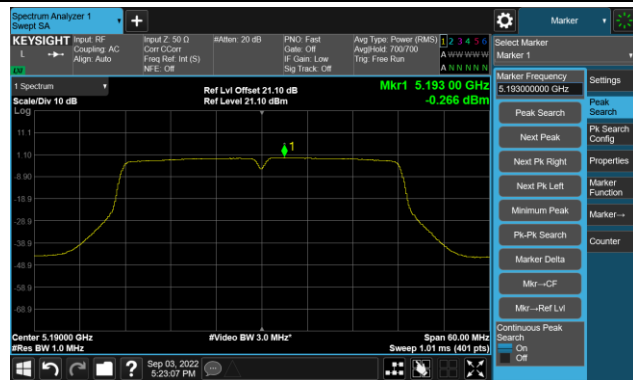 Spectrum Analyzer 1
Swept SA
Marker
KEYSIGHT
Input: RF
Coupling: AC
Align: Auto
Input Z: 50 Ω
Corr CCorr
Freq Ref: Int (S)
NFE: Off
#Atten: 20 dB
PNO: Fast
Gate: Off
IF Gain: Low
Sig Track: Off
Avg Type: Power (RMS)
Avg|Hold: 700/700
Trig: Free Run
1 2 3 4 5 6
A W W W W W
A N N N N N
L
Select Marker
Marker 1
1 Spectrum
Scale/Div 10 dB
Log
Ref Lvl Offset 21.10 dB
Ref Level 21.10 dBm
Mkr1 5.193 00 GHz
-0.266 dBm
1
11.1
1.10
-8.90
-18.9
-28.9
-38.9
-48.9
-58.9
-68.9
Center 5.19000 GHz
#Res BW 1.0 MHz
#Video BW 3.0 MHz*
Span 60.00 MHz
Sweep 1.01 ms (401 pts)
Marker Frequency
5.193000000 GHz
Peak Search
Next Peak
Next Pk Right
Next Pk Left
Minimum Peak
Pk-Pk Search
Marker Delta
Mkr→CF
Mkr→Ref Lvl
Continuous Peak
Search
On
Off
Settings
Peak
Search
Pk Search
Config
Properties
Marker
Function
Marker→
Counter
?
Sep 03, 2022
5:23:07 PM